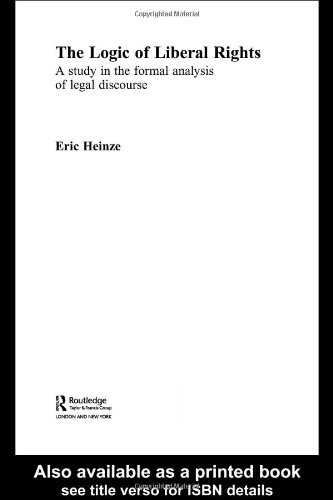 Copyrighted Material
The Logic of Liberal Rights
A study in the formal analysis
of legal discourse
Eric Heinze
Routledge
Taylor & Francis Group
LONDON AND NEW YORK
Copyrighted Material
Also available as a printed book
see title verso for ISBN details